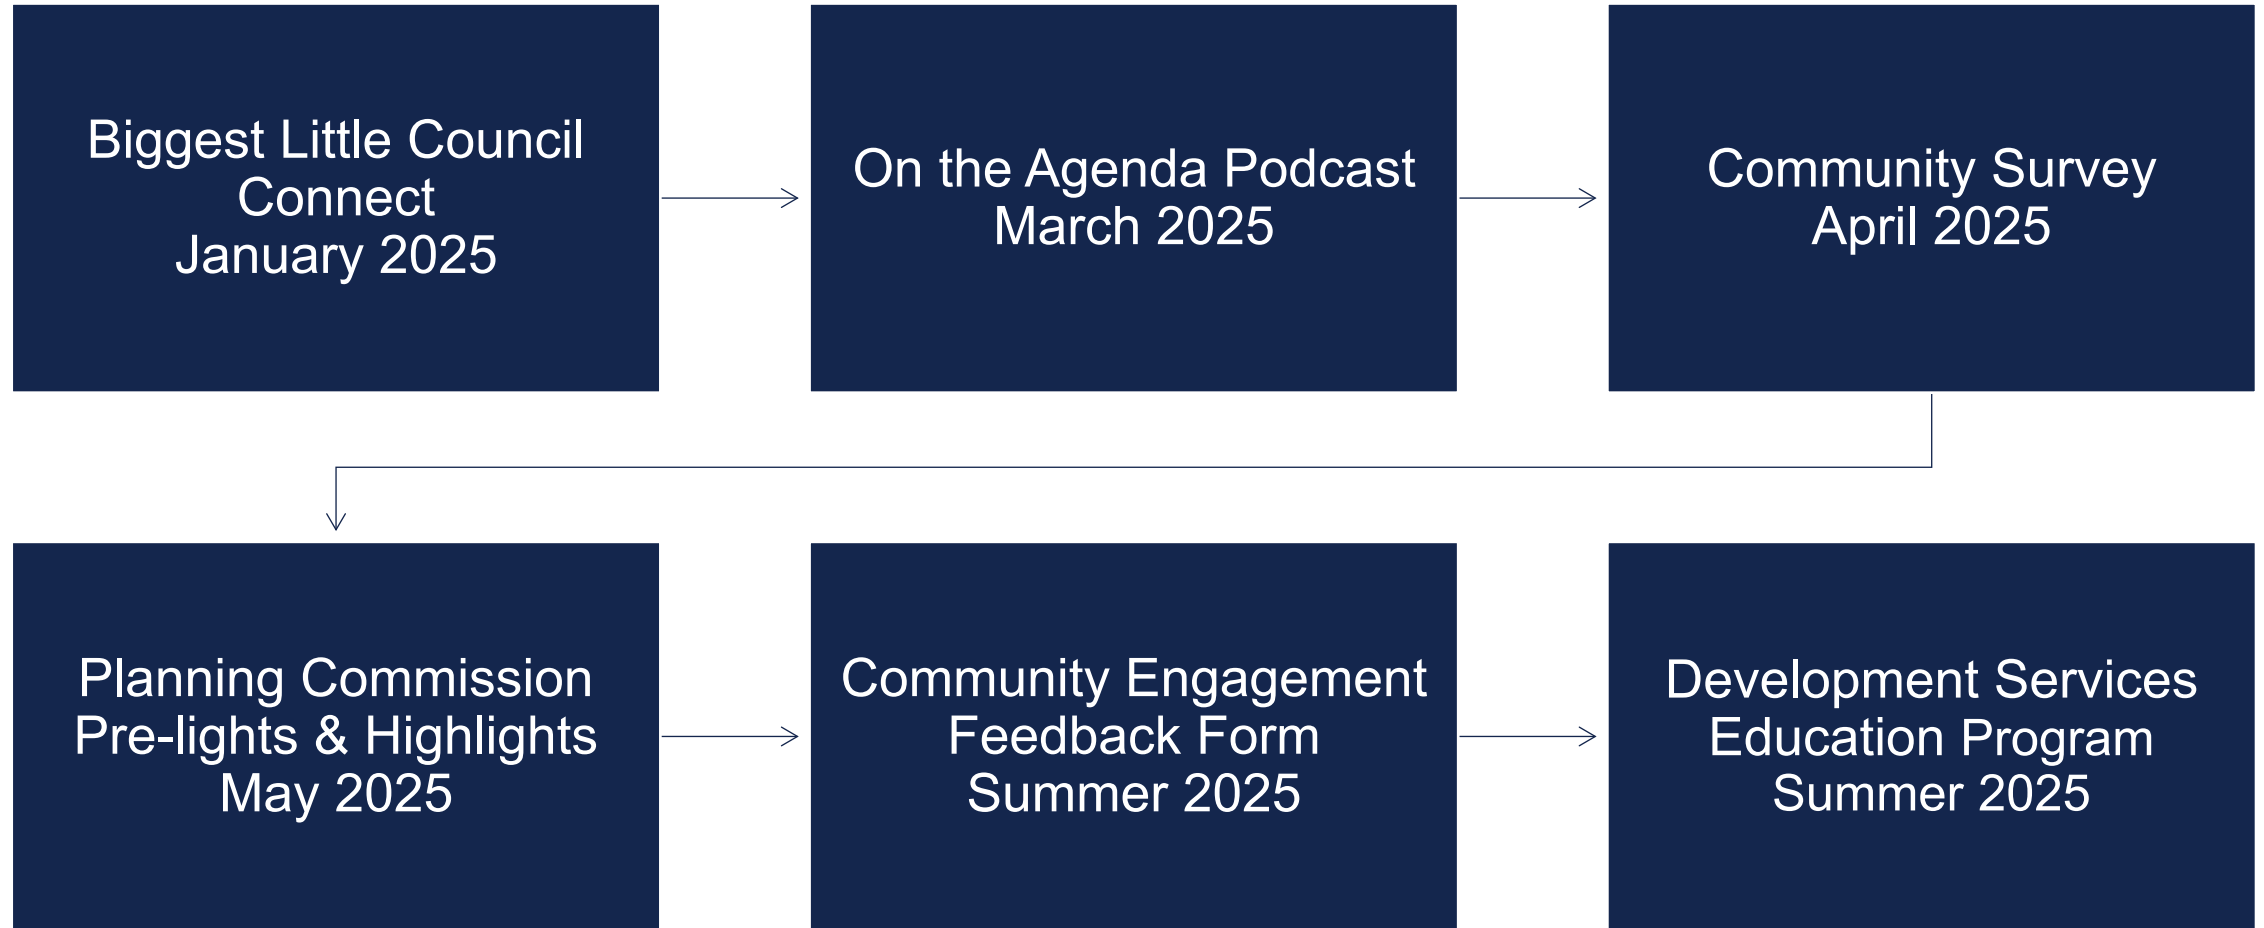 Biggest Little Council
Connect
January 2025
On the Agenda Podcast
March 2025
Community Survey
April 2025
Planning Commission
Pre-lights & Highlights
May 2025
Community Engagement
Feedback Form
Summer 2025
Development Services
Education Program
Summer 2025